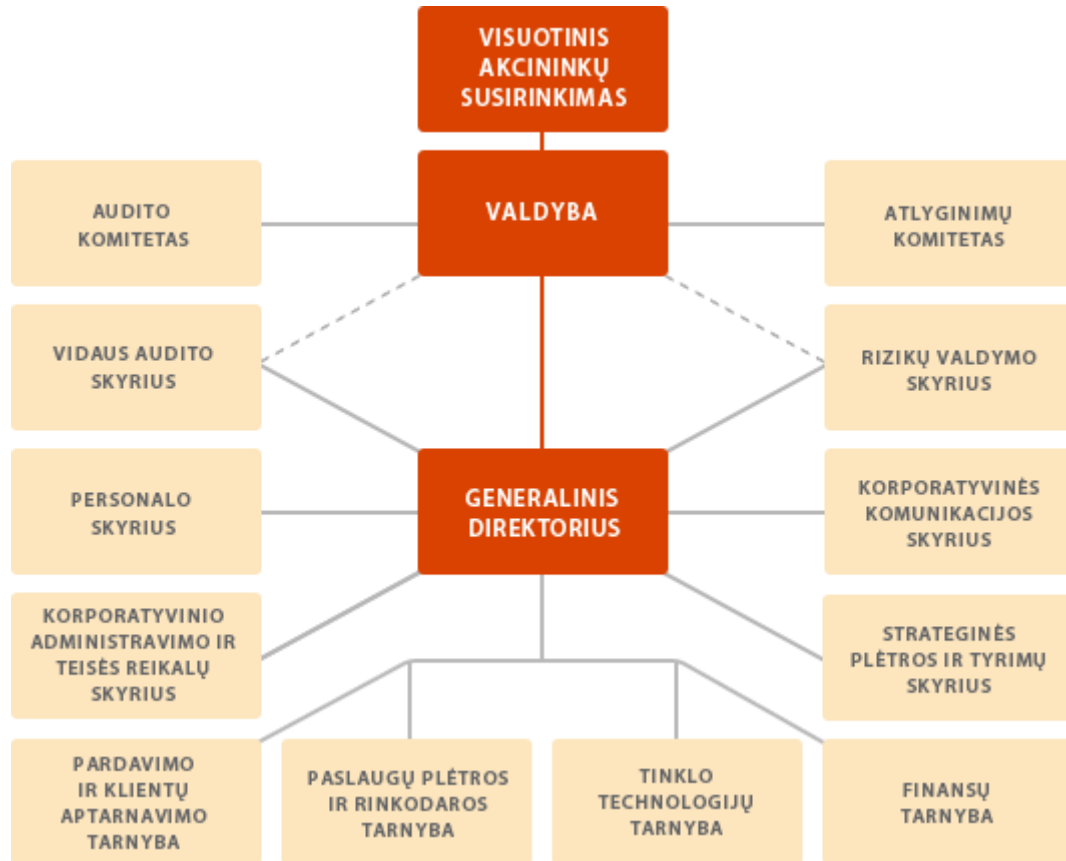 VISUOTINIS
AKCININKŲ
SUSIRINKIMAS
VALDYBA
AUDITO
KOMITETAS
ATLYGINIMŲ
KOMITETAS
VIDAUS AUDITO
SKYRIUS
RIZIKŲ VALDYMO
SKYRIUS
PERSONALO
SKYRIUS
GENERALINIS
DIREKTORIUS
KORPORATYVINĖS
KOMUNIKACIJOS
SKYRIUS
KORPORATYVINIO
ADMINISTRAVIMO IR
TEISĖS REIKALŲ
SKYRIUS
STRATEGINĖS
PLĖTROS IR TYRIMŲ
SKYRIUS
PARDAVIMO
IR KLIENTŲ
APTARNAVIMO
TARNYBA
PASLAUGŲ PLĖTROS
IR RINKODAROS
TARNYBA
TINKLO
TECHNOLOGIJŲ
TARNYBA
FINANSŲ
TARNYBA